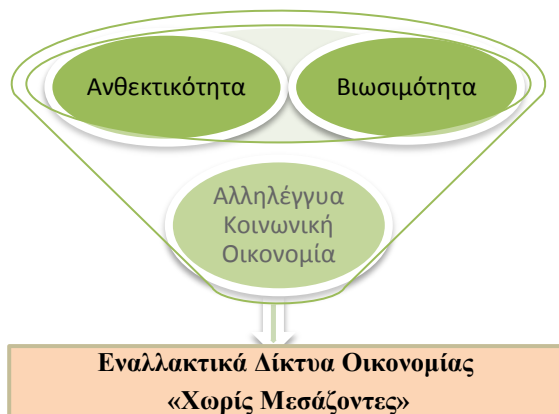 Ανθεκτικότητα
Βιωσιμότητα
Αλληλέγγυα
Κοινωνική
Οικονομία
Εναλλακτικά Δίκτυα Οικονομίας
«Χωρίς Μεσάζοντες»